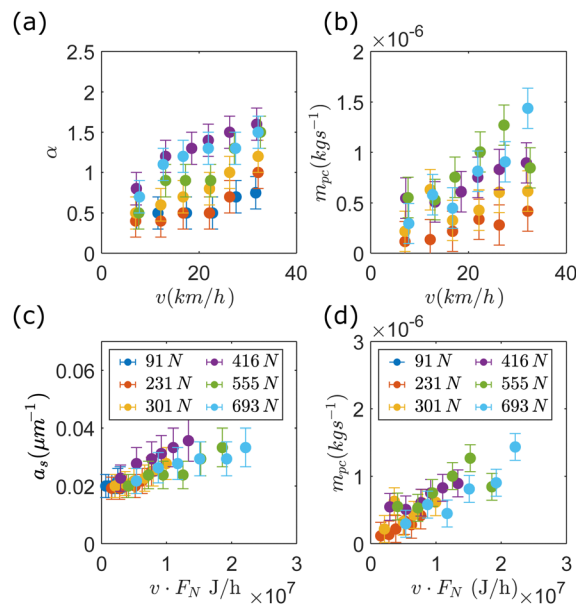 (a)
(b)
×10⁻⁶
2.5
2
1.5
1
0.5
0
α
0
20
40
v(km/h)
2
1.5
1
0.5
0
m_pc(kgs⁻¹)
0
20
40
v(km/h)
(c)
(d)
×10⁻⁶
0.06
0.04
0.02
0
a_s(μm⁻¹)
91 N
231 N
301 N
416 N
555 N
693 N
0
1
2
3
v · F_N J/h
×10⁷
3
2
1
0
m_pc(kgs⁻¹)
91 N
231 N
301 N
416 N
555 N
693 N
0
1
2
3
v · F_N (J/h)
×10⁷